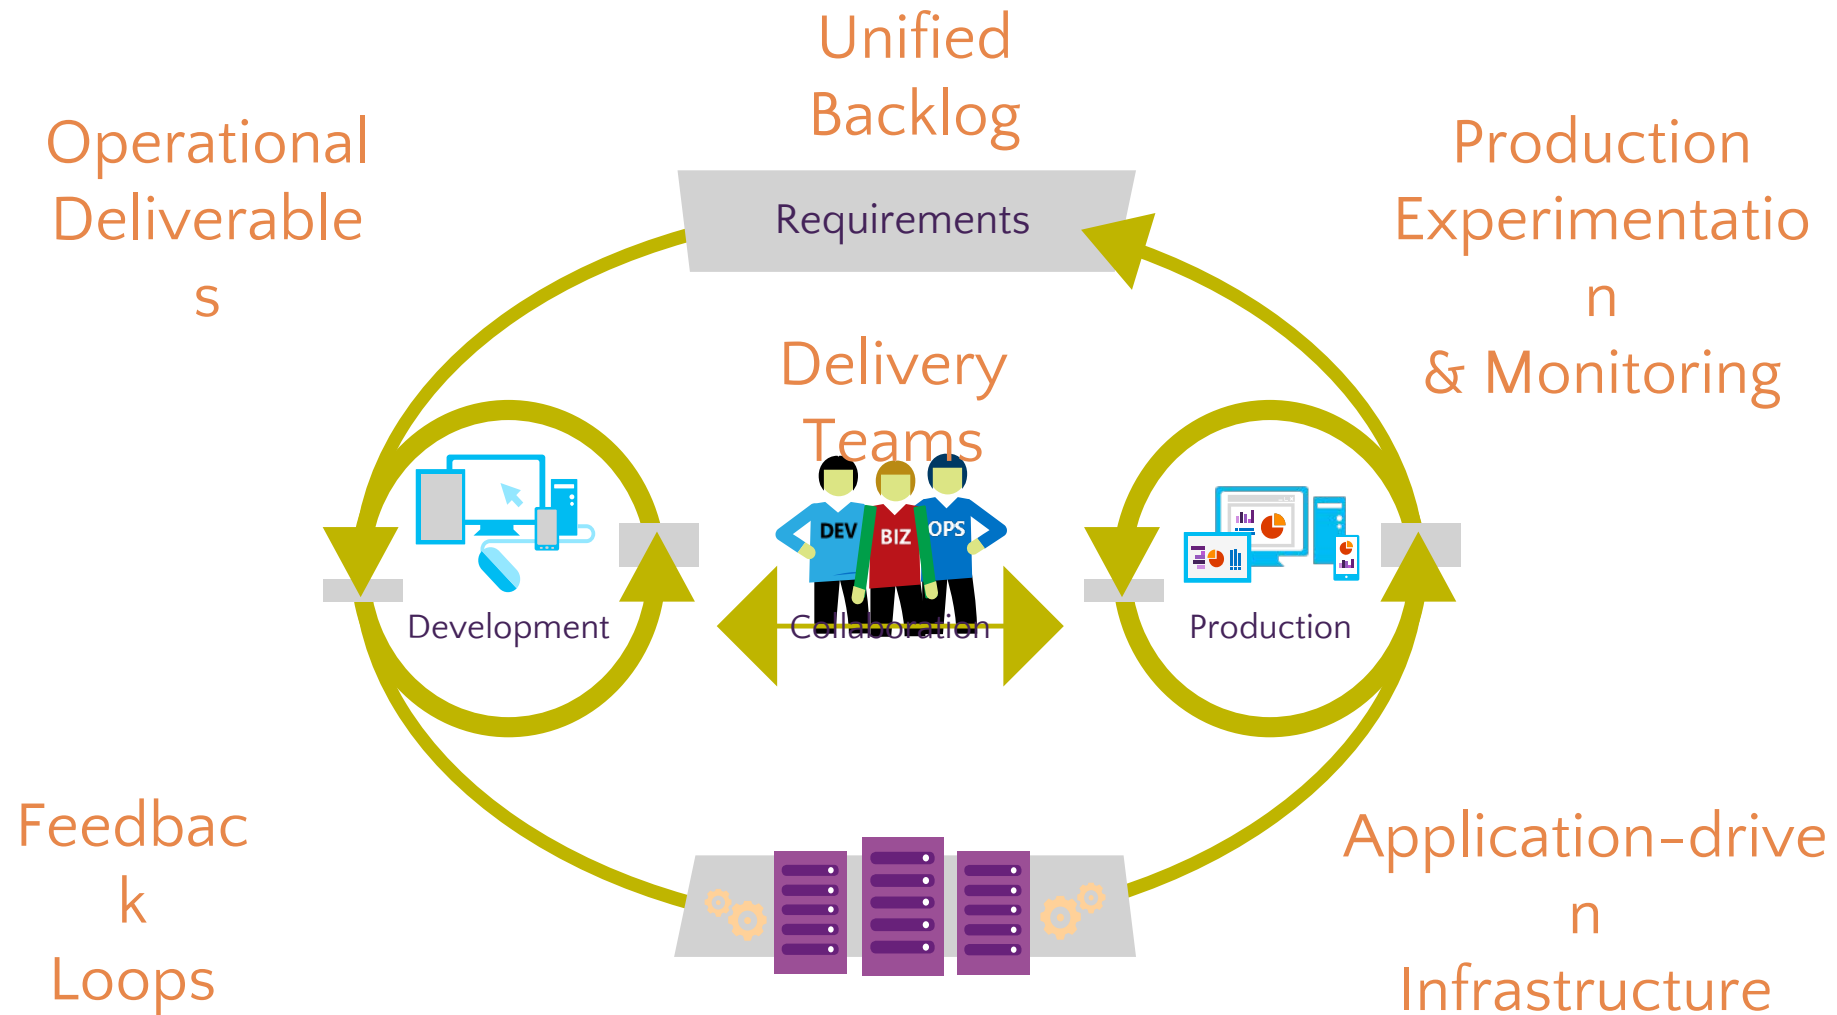 Unified
Backlog
Operational
Deliverable
s
Production
Experimentatio
n
& Monitoring
Requirements
Delivery
Teams
DEV
BIZ
OPS
Development
Collaboration
Production
Feedbac
k
Loops
Application-drive
n
Infrastructure